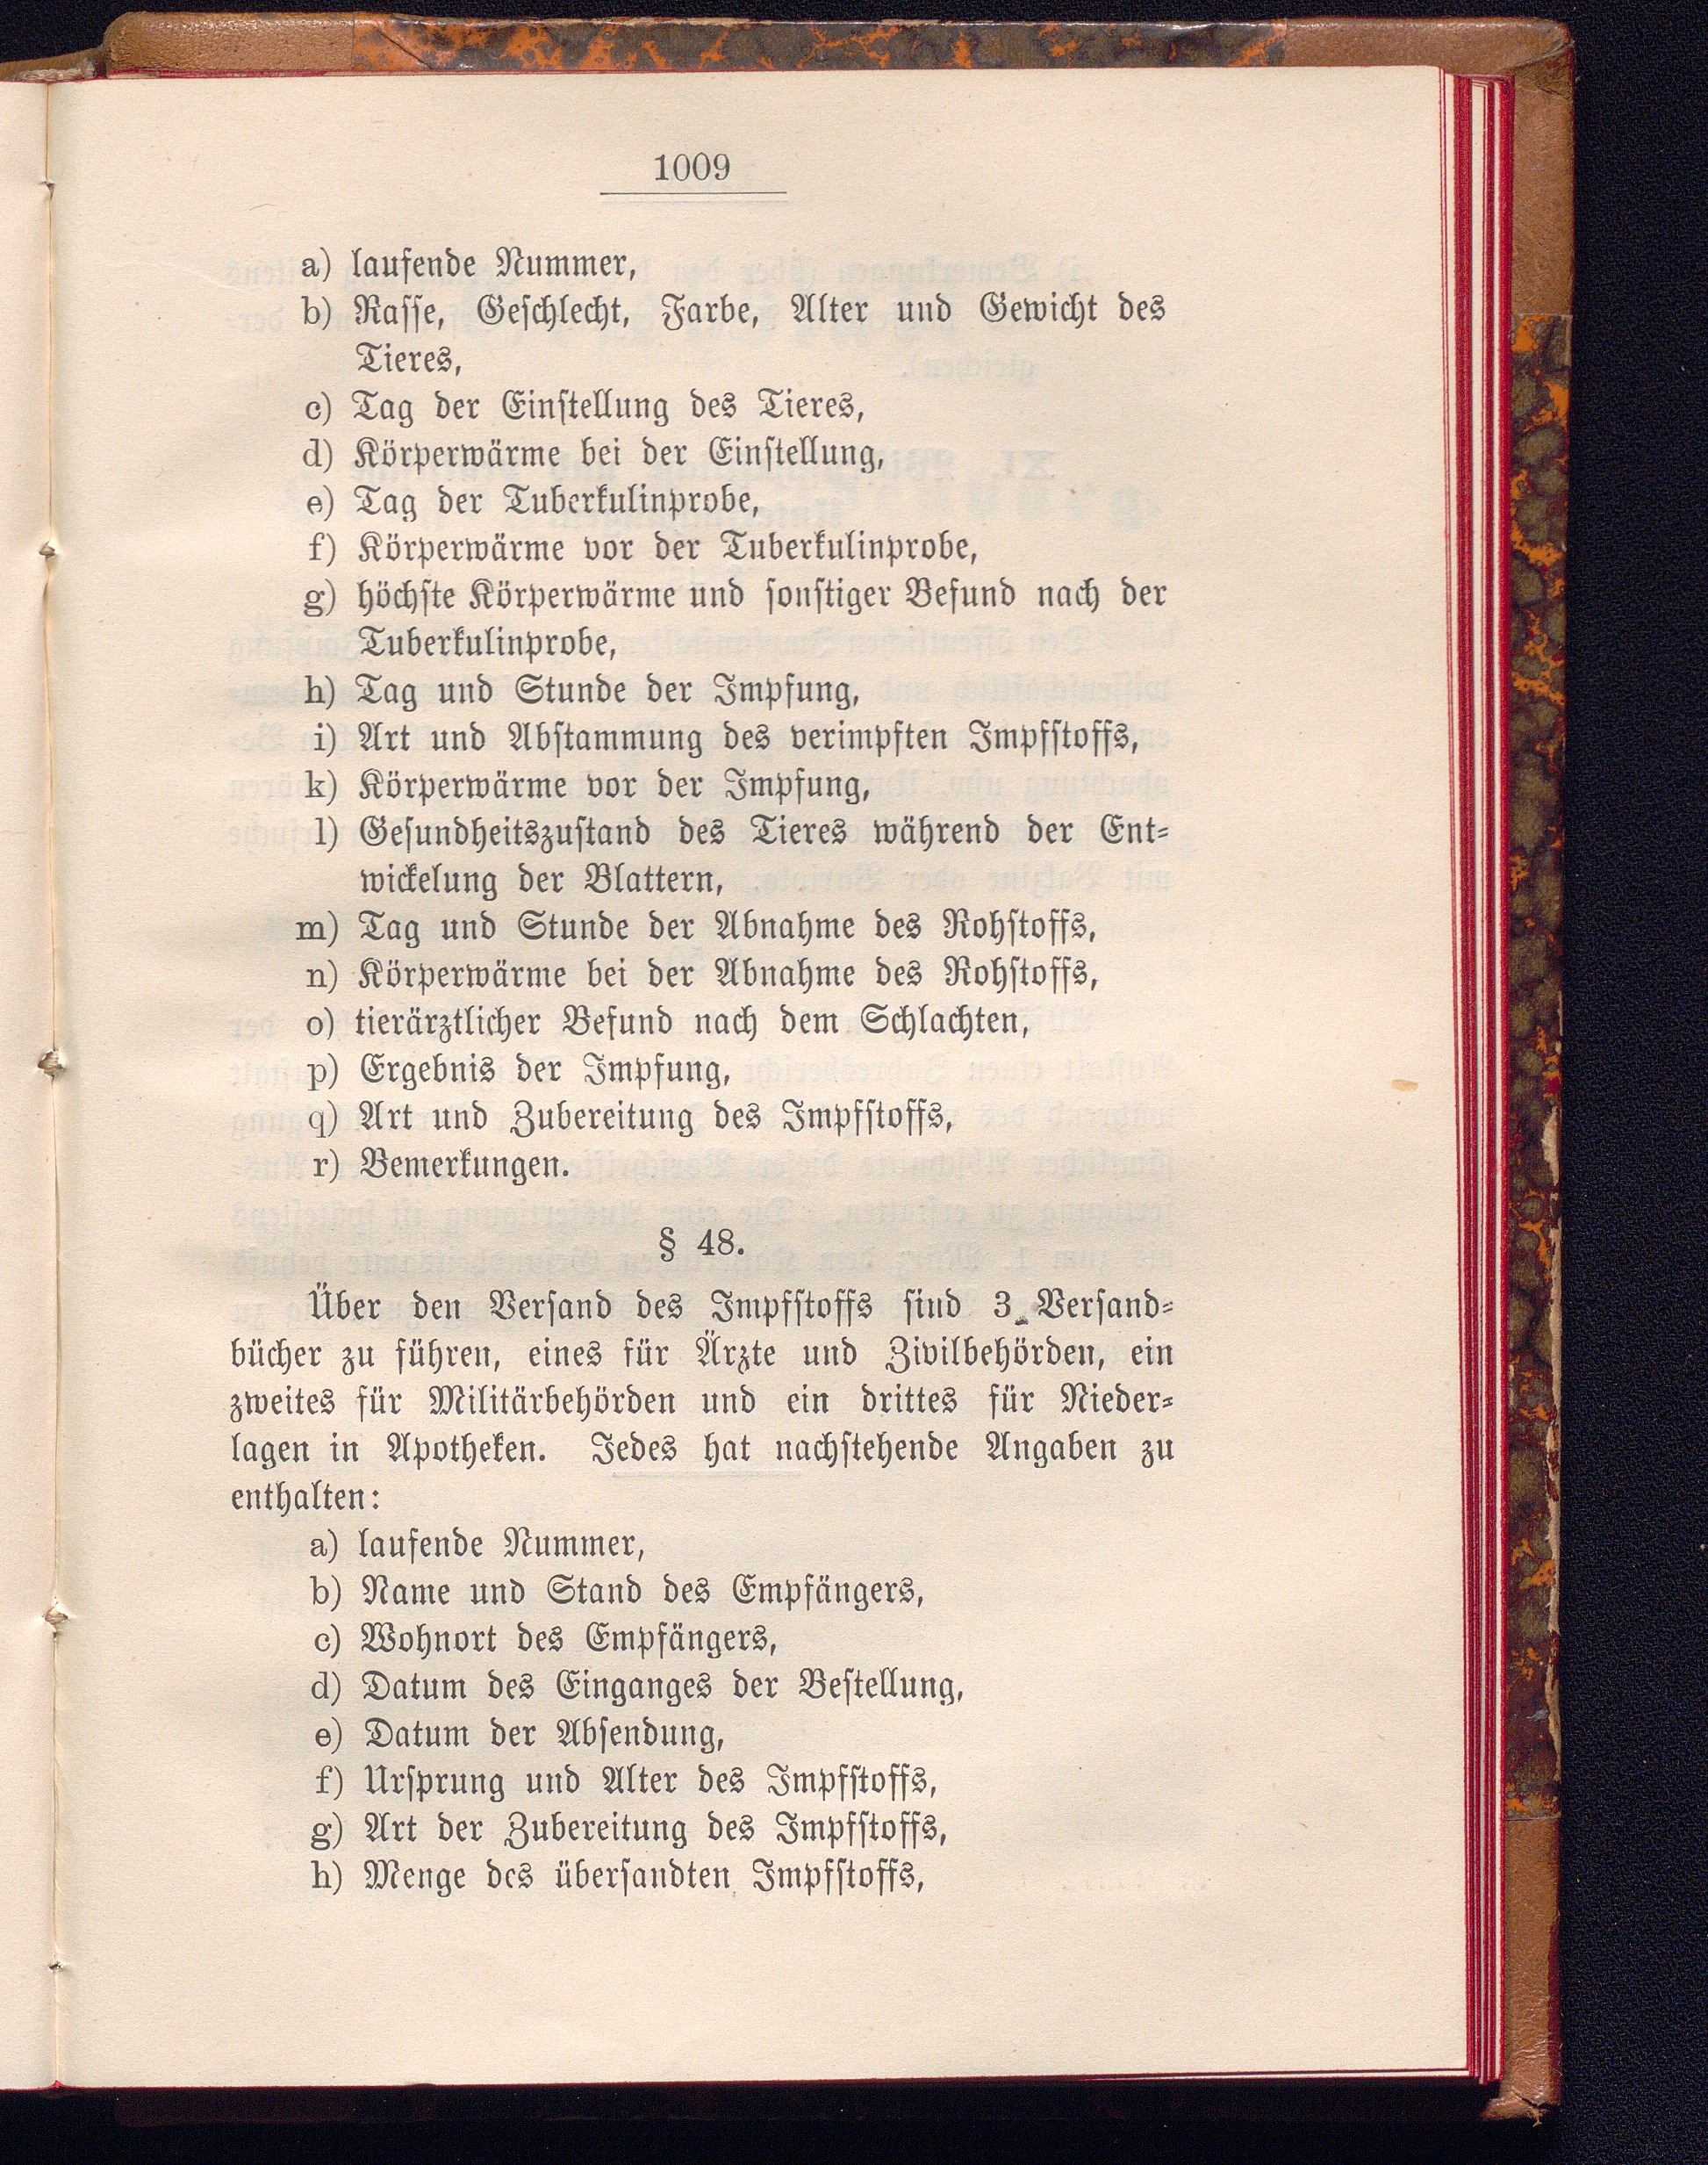 1009
a) laufende Nummer,
b) Rasse, Geschlecht, Farbe, Alter und Gewicht des
Tieres,
c) Tag der Einstellung des Tieres,
d) Körperwärme bei der Einstellung,
e) Tag der Tuberkulinprobe,
f) Körperwärme vor der Tuberkulinprobe,
g) höchste Körperwärme und sonstiger Befund nach der
Tuberkulinprobe,
h) Tag und Stunde der Impfung,
i) Art und Abstammung des verimpften Impfstoffs,
k) Körperwärme vor der Impfung,
l) Gesundheitszustand des Tieres während der Ent-
wickelung der Blattern,
m) Tag und Stunde der Abnahme des Rohstoffs,
n) Körperwärme bei der Abnahme des Rohstoffs,
o) tierärztlicher Befund nach dem Schlachten,
p) Ergebnis der Impfung,
q) Art und Zubereitung des Impfstoffs,
r) Bemerkungen.
§ 48.
Über den Versand des Impfstoffs sind 3 Versand-
bücher zu führen, eines für Ärzte und Zivilbehörden, ein
zweites für Militärbehörden und ein drittes für Nieder-
lagen in Apotheken. Jedes hat nachstehende Angaben zu
enthalten:
a) laufende Nummer,
b) Name und Stand des Empfängers,
c) Wohnort des Empfängers,
d) Datum des Einganges der Bestellung,
e) Datum der Absendung,
f) Ursprung und Alter des Impfstoffs,
g) Art der Zubereitung des Impfstoffs,
h) Menge des übersandten Impfstoffs,